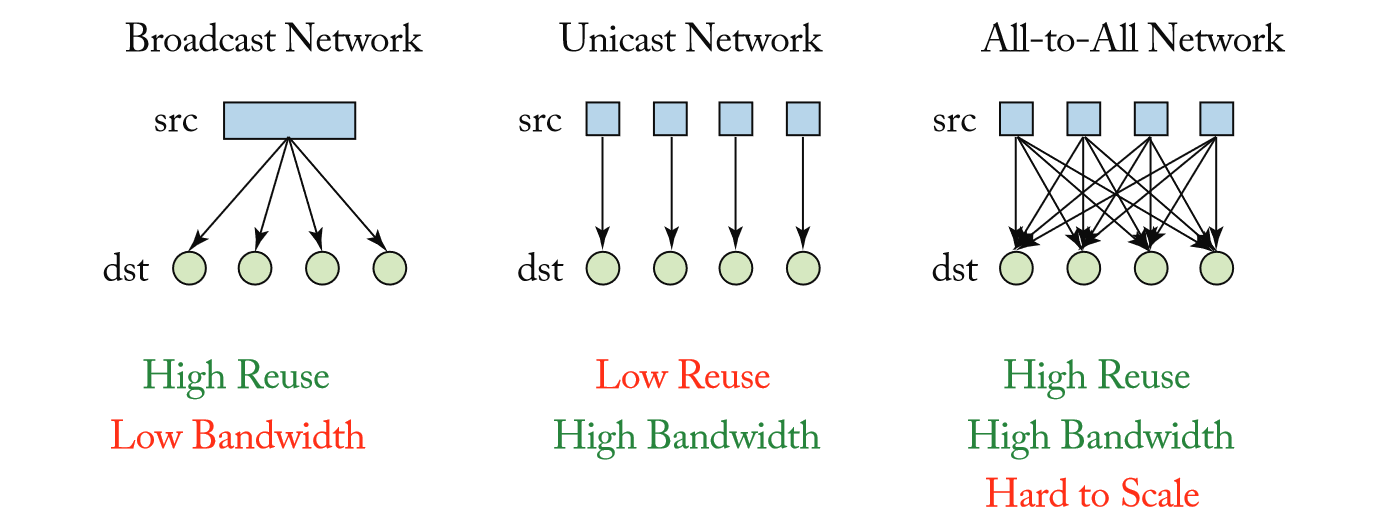 Broadcast Network
src
dst
High Reuse
Low Bandwidth
Unicast Network
src
dst
Low Reuse
High Bandwidth
All-to-All Network
src
dst
High Reuse
High Bandwidth
Hard to Scale